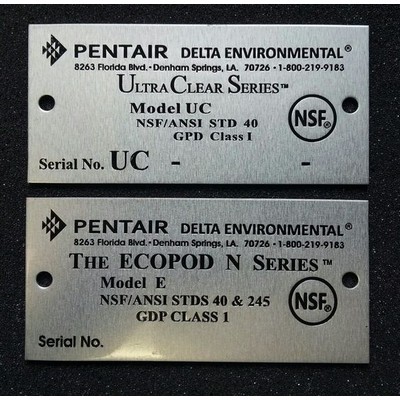 PENTAIR DELTA ENVIRONMENTAL®
8263 Florida Blvd. • Denham Springs, LA. 70726 • 1-800-219-9183
ULTRACLEAR SERIES™
Model UC
NSF/ANSI STD 40
GPD Class I
NSF®
Serial No. UC - -
PENTAIR DELTA ENVIRONMENTAL®
8263 Florida Blvd. • Denham Springs, LA. 70726 • 1-800-219-9183
THE ECOPOD N SERIES™
Model E
NSF/ANSI STDS 40 & 245
GDP CLASS 1
NSF®
Serial No.